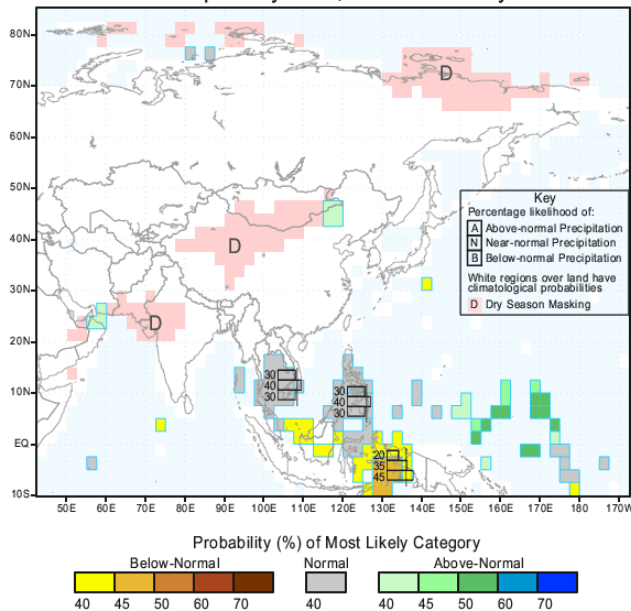 80N
70N
60N
50N
40N
30N
20N
10N
EQ
10S
D
D
D
Key
Percentage likelihood of:
A Above-normal Precipitation
N Near-normal Precipitation
B Below-normal Precipitation
White regions over land have
climatological probabilities
D Dry Season Masking
30
40
30
30
40
30
20
35
45
50E 60E 70E 80E 90E 100E 110E 120E 130E 140E 150E 160E 170E 180 170W
Probability (%) of Most Likely Category
Below-Normal Normal Above-Normal
40 45 50 60 70 40 40 45 50 60 70